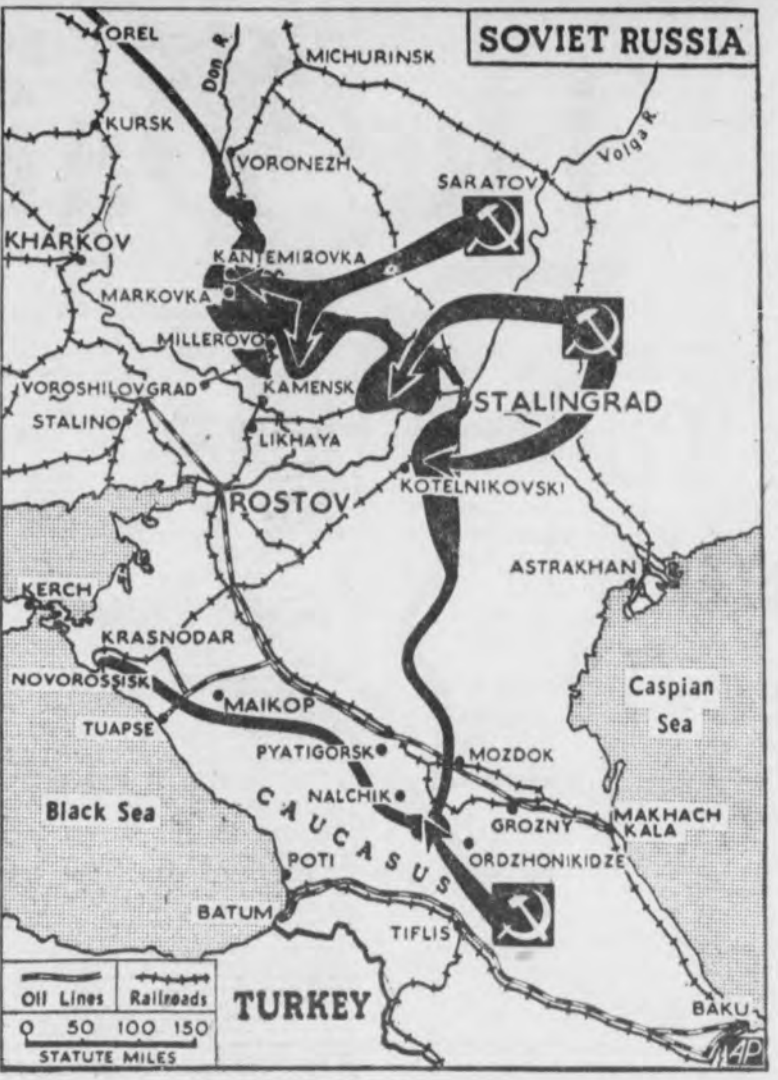 SOVIET RUSSIA
OREL
MICHURINSK
Don R.
KURSK
VORONEZH
Volga R.
SARATOV
KHARKOV
KANTEMIROVKA
MARKOVKA
MILLEROVO
VOROSHILOVGRAD
KAMENSK
STALINGRAD
STALINO
LIKHAYA
KOTELNIKOVSKI
ROSTOV
ASTRAKHAN
KERCH
KRASNODAR
NOVOROSSISK
MAIKOP
Caspian
Sea
TUAPSE
PYATIGORSK
MOZDOK
NALCHIK
Black Sea
CAUCASUS
GROZNY
MAKHACH
KALA
ORDZHONIKIDZE
POTI
BATUM
TIFLIS
Oil Lines
Railroads
TURKEY
BAKU
0 50 100 150
STATUTE MILES
AP